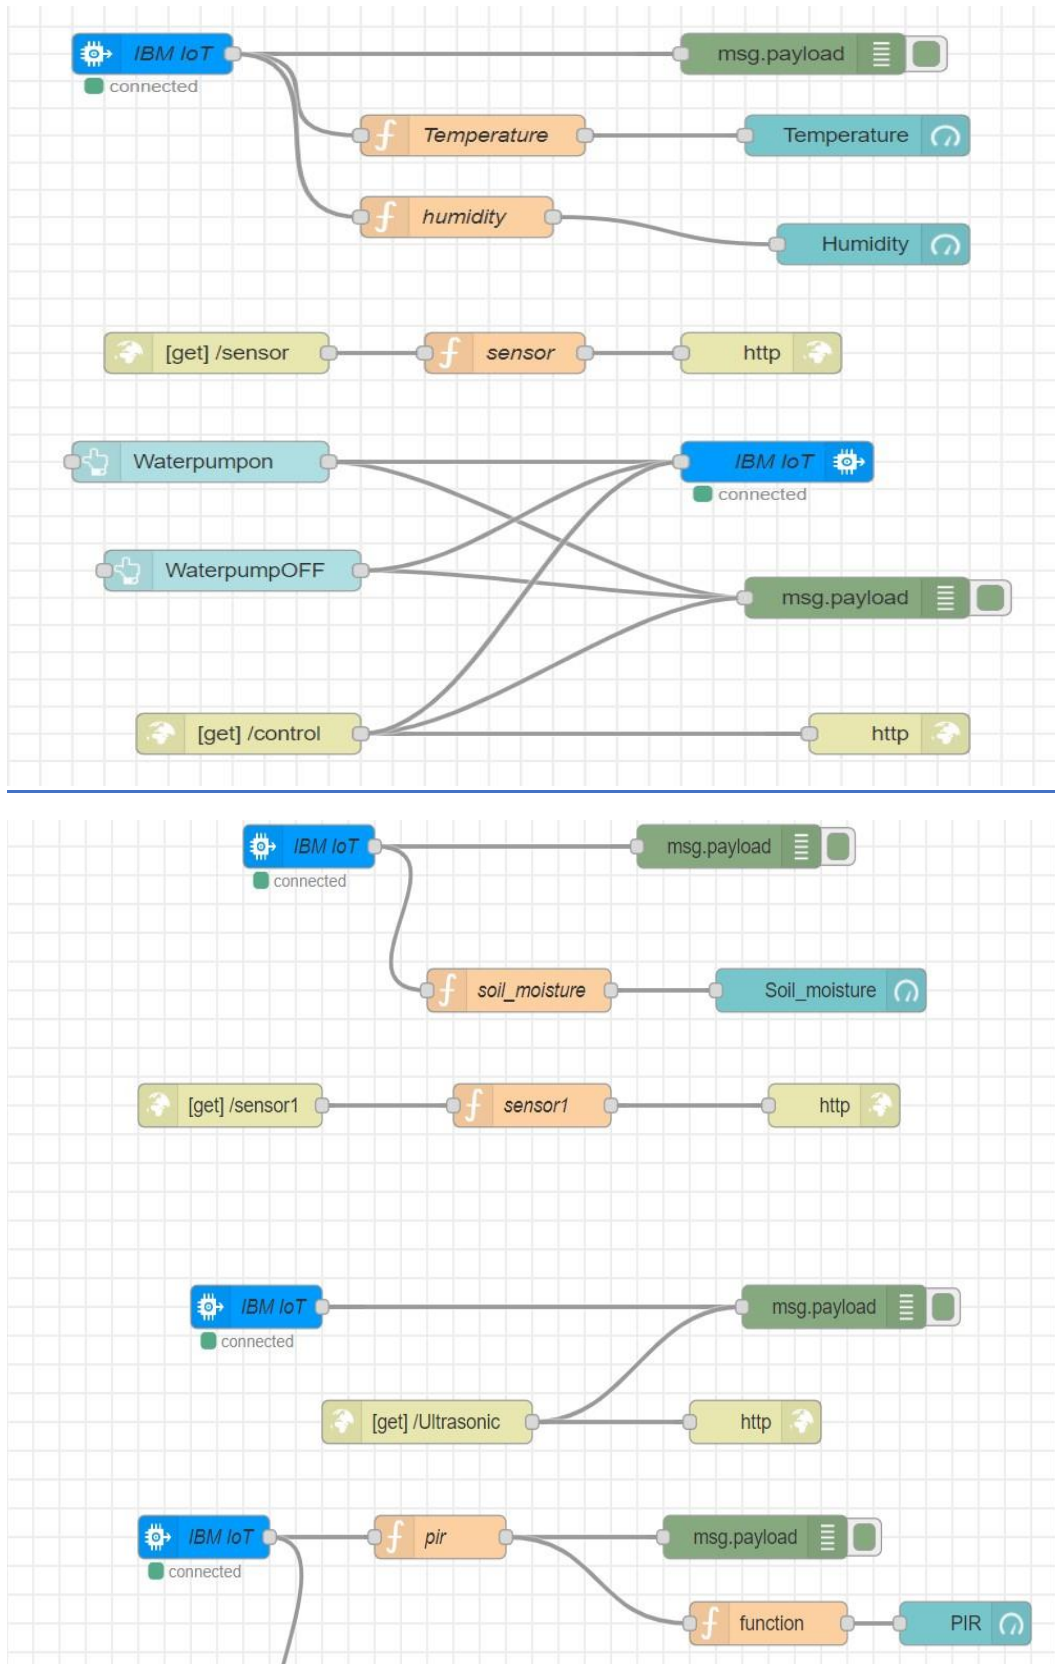 IBM IoT
msg.payload
connected
Temperature
Temperature
humidity
Humidity
[get] /sensor
sensor
http
Waterpumpon
IBM IoT
connected
WaterpumpOFF
msg.payload
[get] /control
http
IBM IoT
msg.payload
connected
soil_moisture
Soil_moisture
[get] /sensor1
sensor1
http
IBM IoT
msg.payload
connected
[get] /Ultrasonic
http
IBM IoT
pir
msg.payload
connected
function
PIR